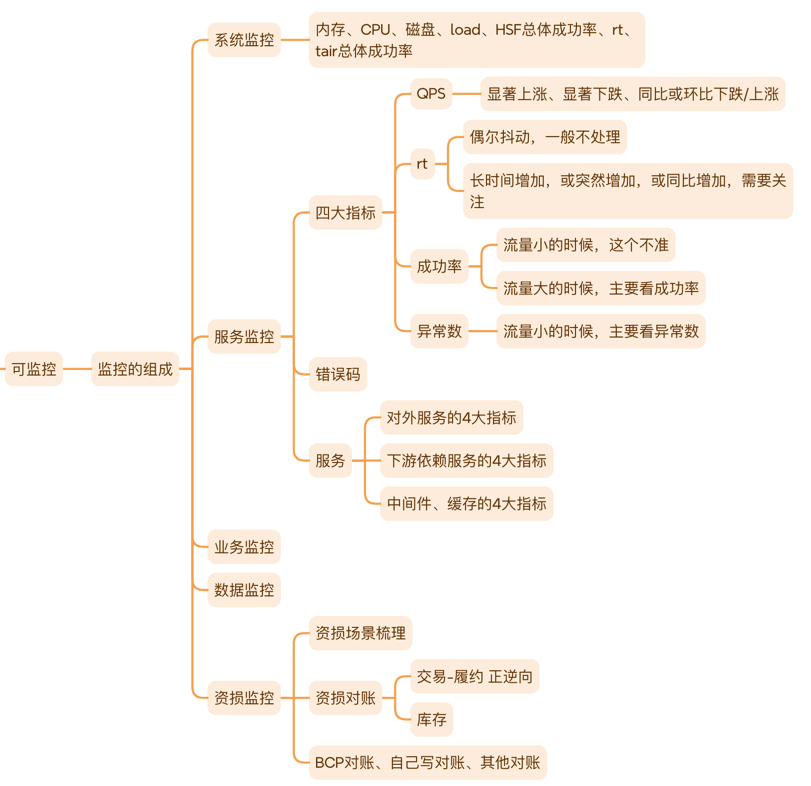 可监控
监控的组成
系统监控
内存、CPU、磁盘、load、HSF总体成功率、rt、
tair总体成功率
服务监控
四大指标
QPS
显著上涨、显著下跌、同比或环比下跌/上涨
rt
偶尔抖动，一般不处理
长时间增加，或突然增加，或同比增加，需要关
注
成功率
流量小的时候，这个不准
流量大的时候，主要看成功率
异常数
流量小的时候，主要看异常数
错误码
服务
对外服务的4大指标
下游依赖服务的4大指标
中间件、缓存的4大指标
业务监控
数据监控
资损监控
资损场景梳理
资损对账
交易-履约 正逆向
库存
BCP对账、自己写对账、其他对账